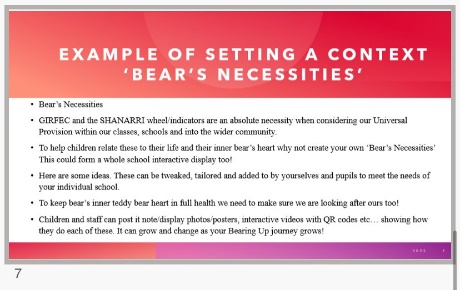 EXAMPLE OF SETTING A CONTEXT
‘BEAR’S NECESSITIES’
• Bear’s Necessities
• GIRFEC and the SHANARRI wheel/indicators are an absolute necessity when considering our Universal
Provision within our classes, schools and into the wider community.
• To help children relate these to their life and their inner bear’s heart why not create your own ‘Bear’s Necessities’
This could form a whole school interactive display too!
• Here are some ideas. These can be tweaked, tailored and added to by yourselves and pupils to meet the needs of
your individual school.
• To keep bear’s inner teddy bear heart in full health we need to make sure we are looking after ours too!
• Children and staff can post it note/display photos/posters, interactive videos with QR codes etc… showing how
they do each of these. It can grow and change as your Bearing Up journey grows!
7